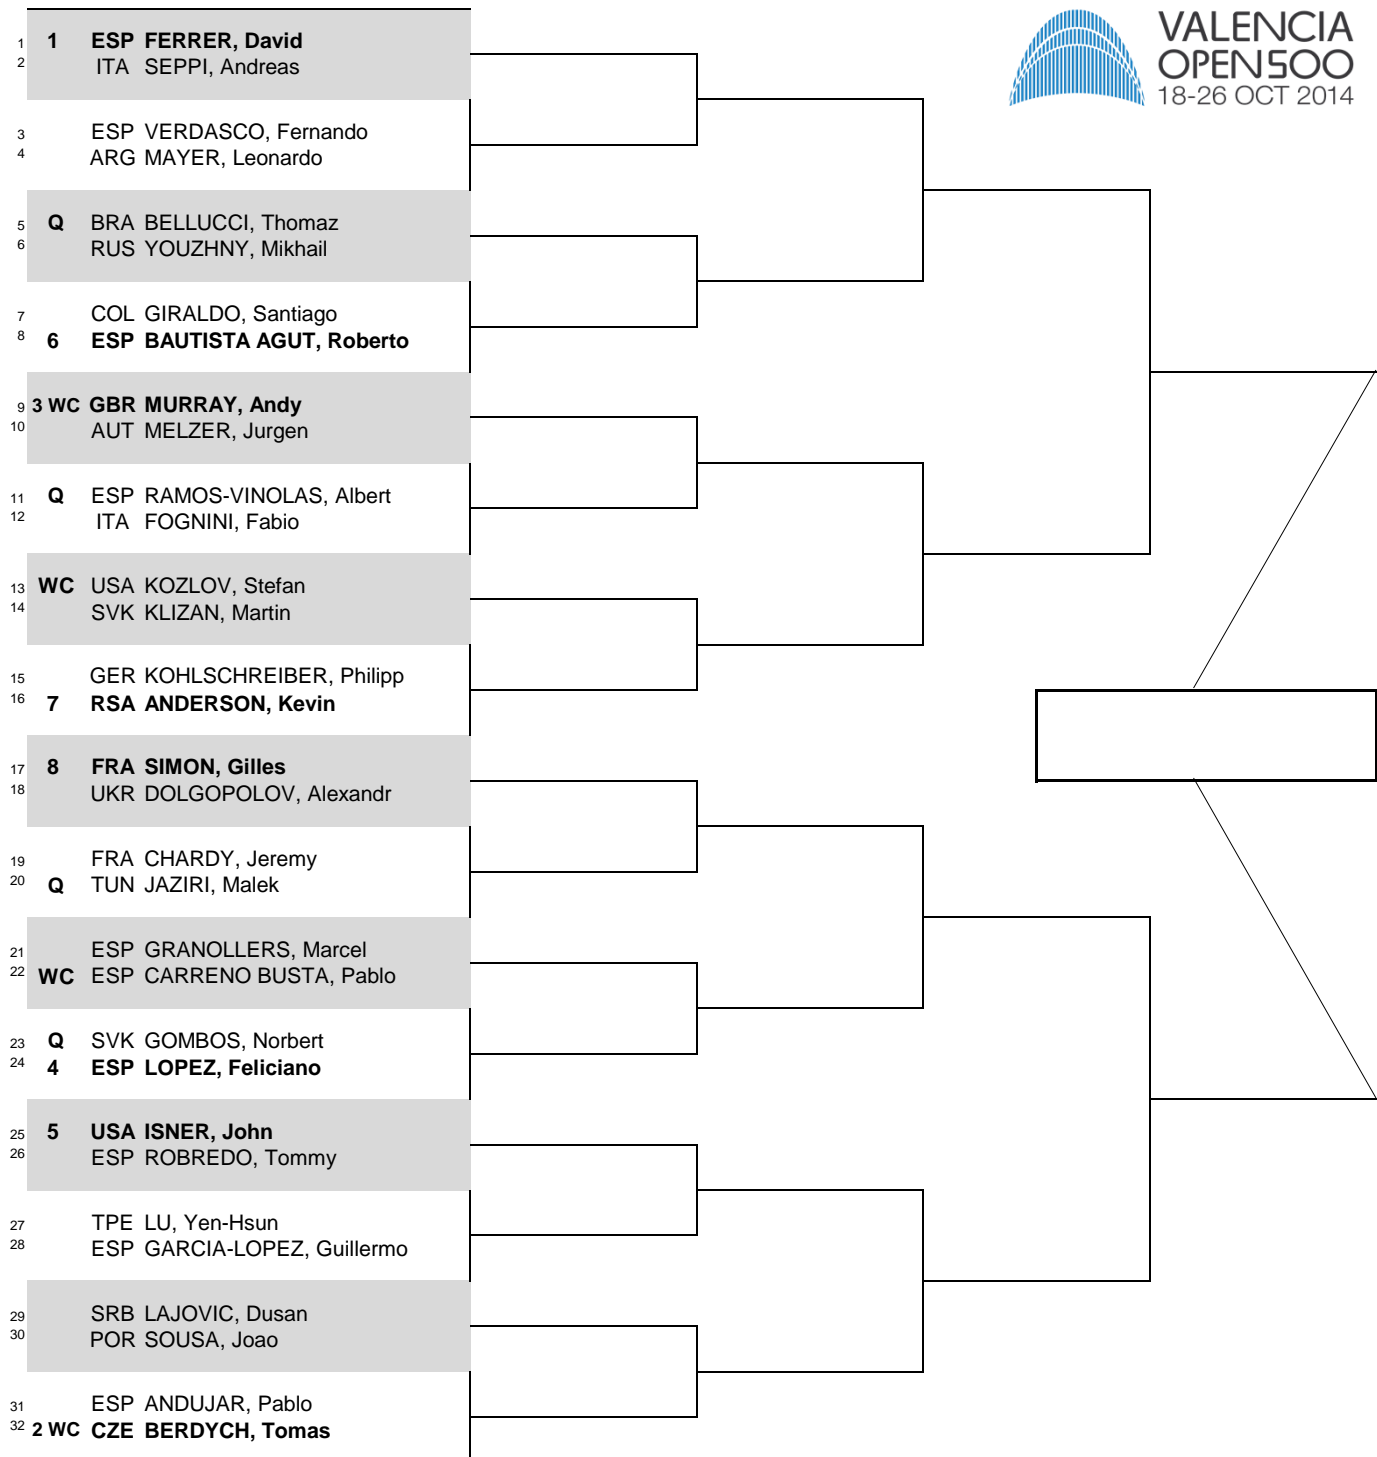 VALENCIA
OPEN 500
18-26 OCT 2014
1 1 ESP FERRER, David
2 ITA SEPPI, Andreas
3 ESP VERDASCO, Fernando
4 ARG MAYER, Leonardo
5 Q BRA BELLUCCI, Thomaz
6 RUS YOUZHNY, Mikhail
7 COL GIRALDO, Santiago
8 6 ESP BAUTISTA AGUT, Roberto
9 3 WC GBR MURRAY, Andy
10 AUT MELZER, Jurgen
11 Q ESP RAMOS-VINOLAS, Albert
12 ITA FOGNINI, Fabio
13 WC USA KOZLOV, Stefan
14 SVK KLIZAN, Martin
15 GER KOHLSCHREIBER, Philipp
16 7 RSA ANDERSON, Kevin
17 8 FRA SIMON, Gilles
18 UKR DOLGOPOLOV, Alexandr
19 FRA CHARDY, Jeremy
20 Q TUN JAZIRI, Malek
21 ESP GRANOLLERS, Marcel
22 WC ESP CARRENO BUSTA, Pablo
23 Q SVK GOMBOS, Norbert
24 4 ESP LOPEZ, Feliciano
25 5 USA ISNER, John
26 ESP ROBREDO, Tommy
27 TPE LU, Yen-Hsun
28 ESP GARCIA-LOPEZ, Guillermo
29 SRB LAJOVIC, Dusan
30 POR SOUSA, Joao
31 ESP ANDUJAR, Pablo
32 2 WC CZE BERDYCH, Tomas